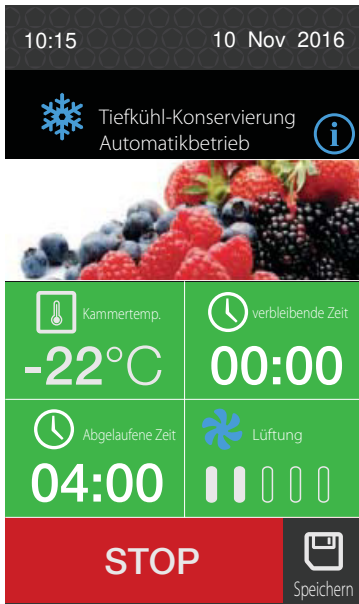 10:15 10 Nov 2016
Tiefkühl-Konservierung
Automatikbetrieb
i
Kammertemp. verbleibende Zeit
-22°C 00:00
Abgelaufene Zeit Lüftung
04:00
STOP
Speichern